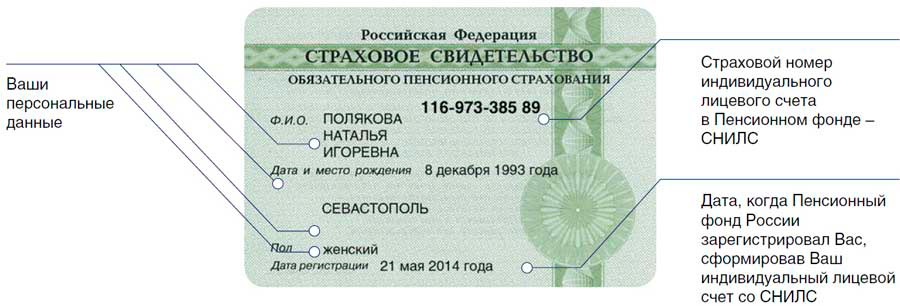 Ваши
персональные
данные
Российская Федерация
СТРАХОВОЕ СВИДЕТЕЛЬСТВО
ОБЯЗАТЕЛЬНОГО ПЕНСИОННОГО СТРАХОВАНИЯ
116-973-385 89
Ф.И.О. ПОЛЯКОВА
НАТАЛЬЯ
ИГОРЕВНА
Дата и место рождения 8 декабря 1993 года
СЕВАСТОПОЛЬ
Пол женский
Дата регистрации 21 мая 2014 года
Страховой номер
индивидуального
лицевого счета
в Пенсионном фонде –
СНИЛС
Дата, когда Пенсионный
фонд России
зарегистрировал Вас,
сформировав Ваш
индивидуальный лицевой
счет со СНИЛС